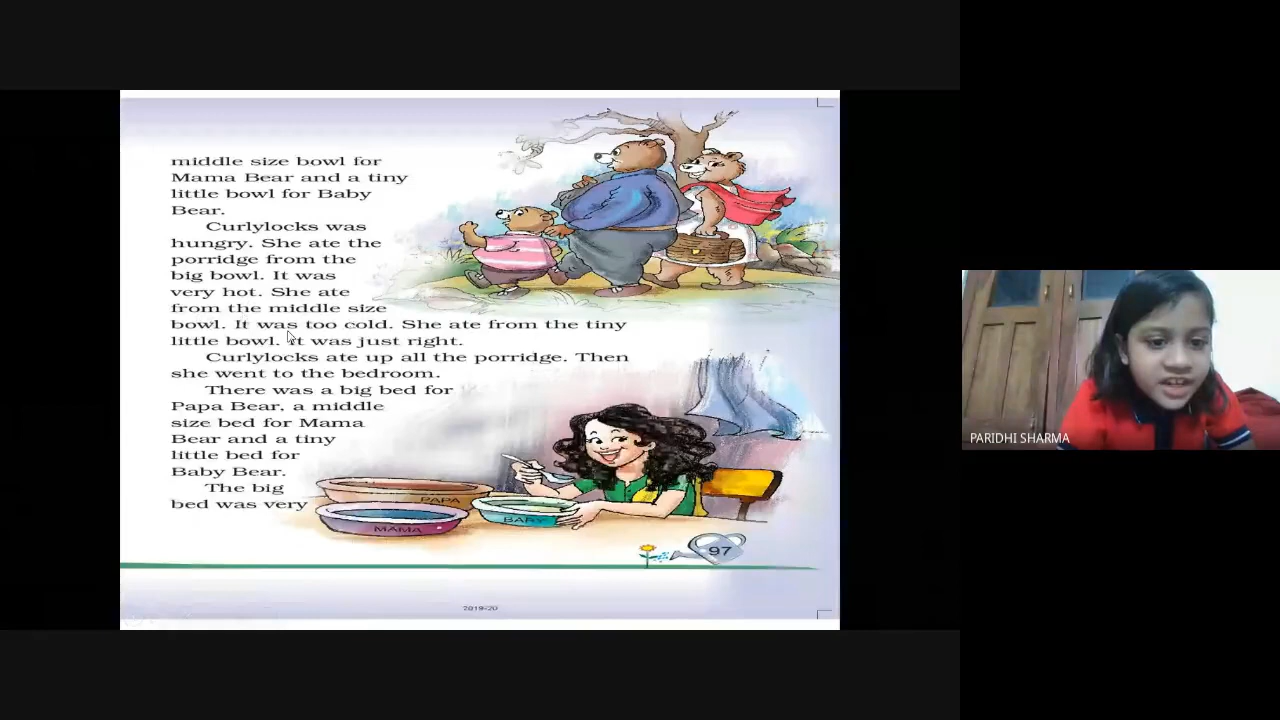 middle size bowl for
Mama Bear and a tiny
little bowl for Baby
Bear.
Curlylocks was
hungry. She ate the
porridge from the
big bowl. It was
very hot. She ate
from the middle size
bowl. It was too cold. She ate from the tiny
little bowl. It was just right.
Curlylocks ate up all the porridge. Then
she went to the bedroom.
There was a big bed for
Papa Bear, a middle
size bed for Mama
Bear and a tiny
little bed for
Baby Bear.
The big
bed was very
PAPA
MAMA
BABY
97
2019-20
PARIDHI SHARMA